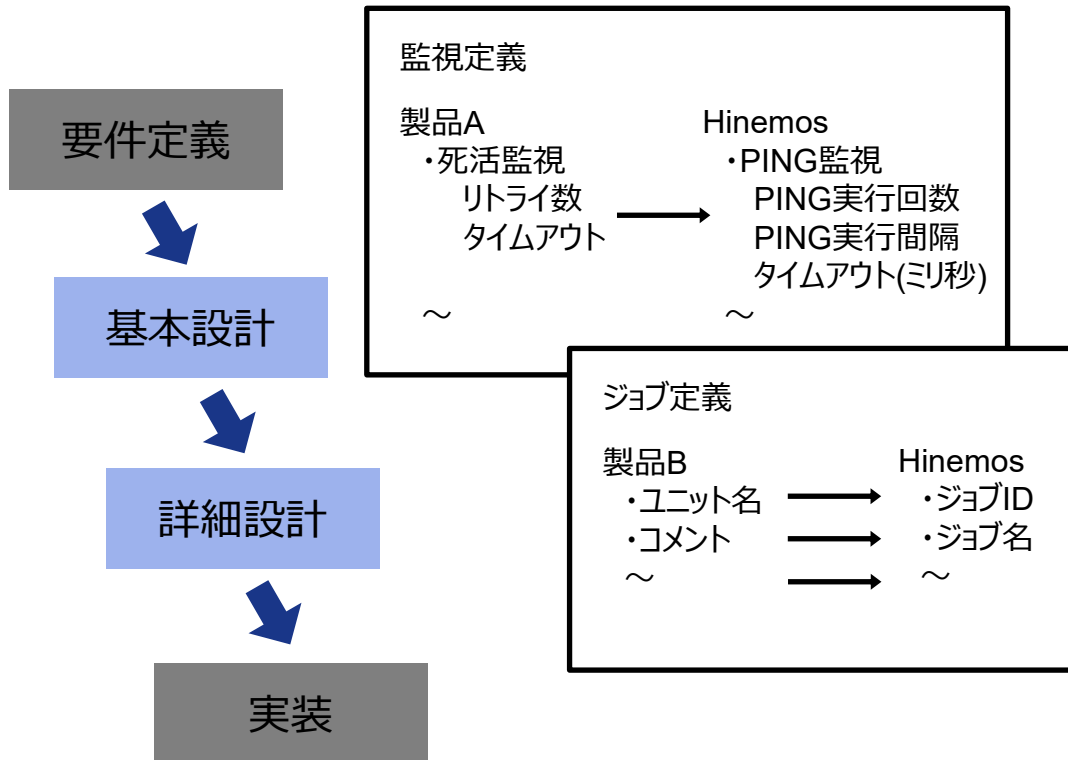 要件定義
基本設計
詳細設計
実装
監視定義
製品A
・死活監視
リトライ数
タイムアウト
～
Hinemos
・PING監視
PING実行回数
PING実行間隔
タイムアウト(ミリ秒)
～
ジョブ定義
製品B
・ユニット名
・コメント
～
Hinemos
・ジョブID
・ジョブ名
～